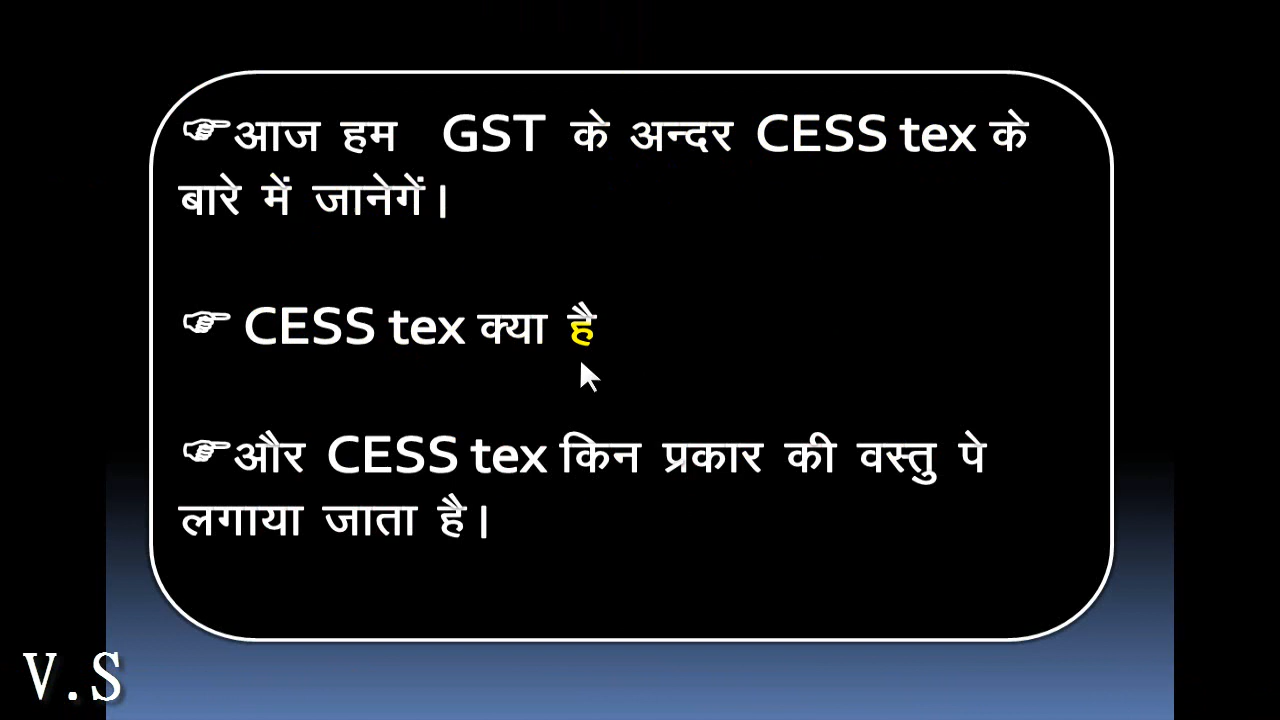 ☞आज हम GST के अन्दर CESS tex के
बारे में जानेगें।
☞ CESS tex क्या है
☞और CESS tex किन प्रकार की वस्तु पे
लगाया जाता है।
V.S